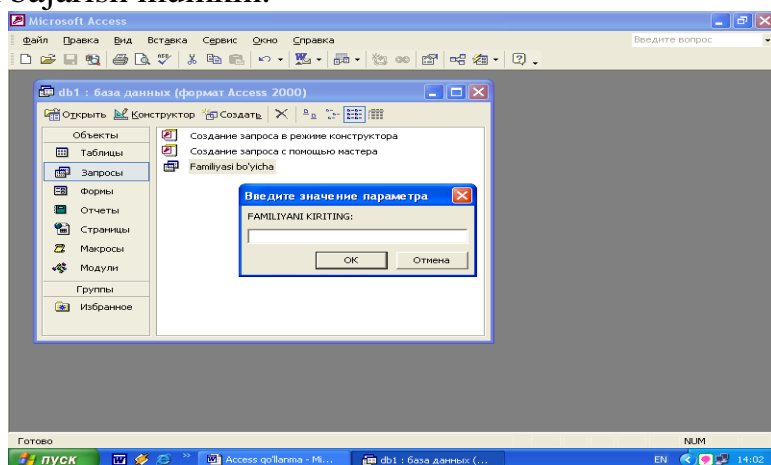 bajarish mumkin.
Microsoft Access
Файл Правка Вид Вставка Сервис Окно Справка
Введите вопрос
db1 : база данных (формат Access 2000)
Открыть Конструктор Создать
Объекты
Таблицы
Запросы
Формы
Отчеты
Страницы
Макросы
Модули
Группы
Избранное
Создание запроса в режиме конструктора
Создание запроса с помощью мастера
Familiyasi bo'yicha
Введите значение параметра
FAMILIYANI KIRITING:
OK Отмена
Готово NUM
пуск Access qo'llanma - Mi... db1 : база данных (... EN 14:02